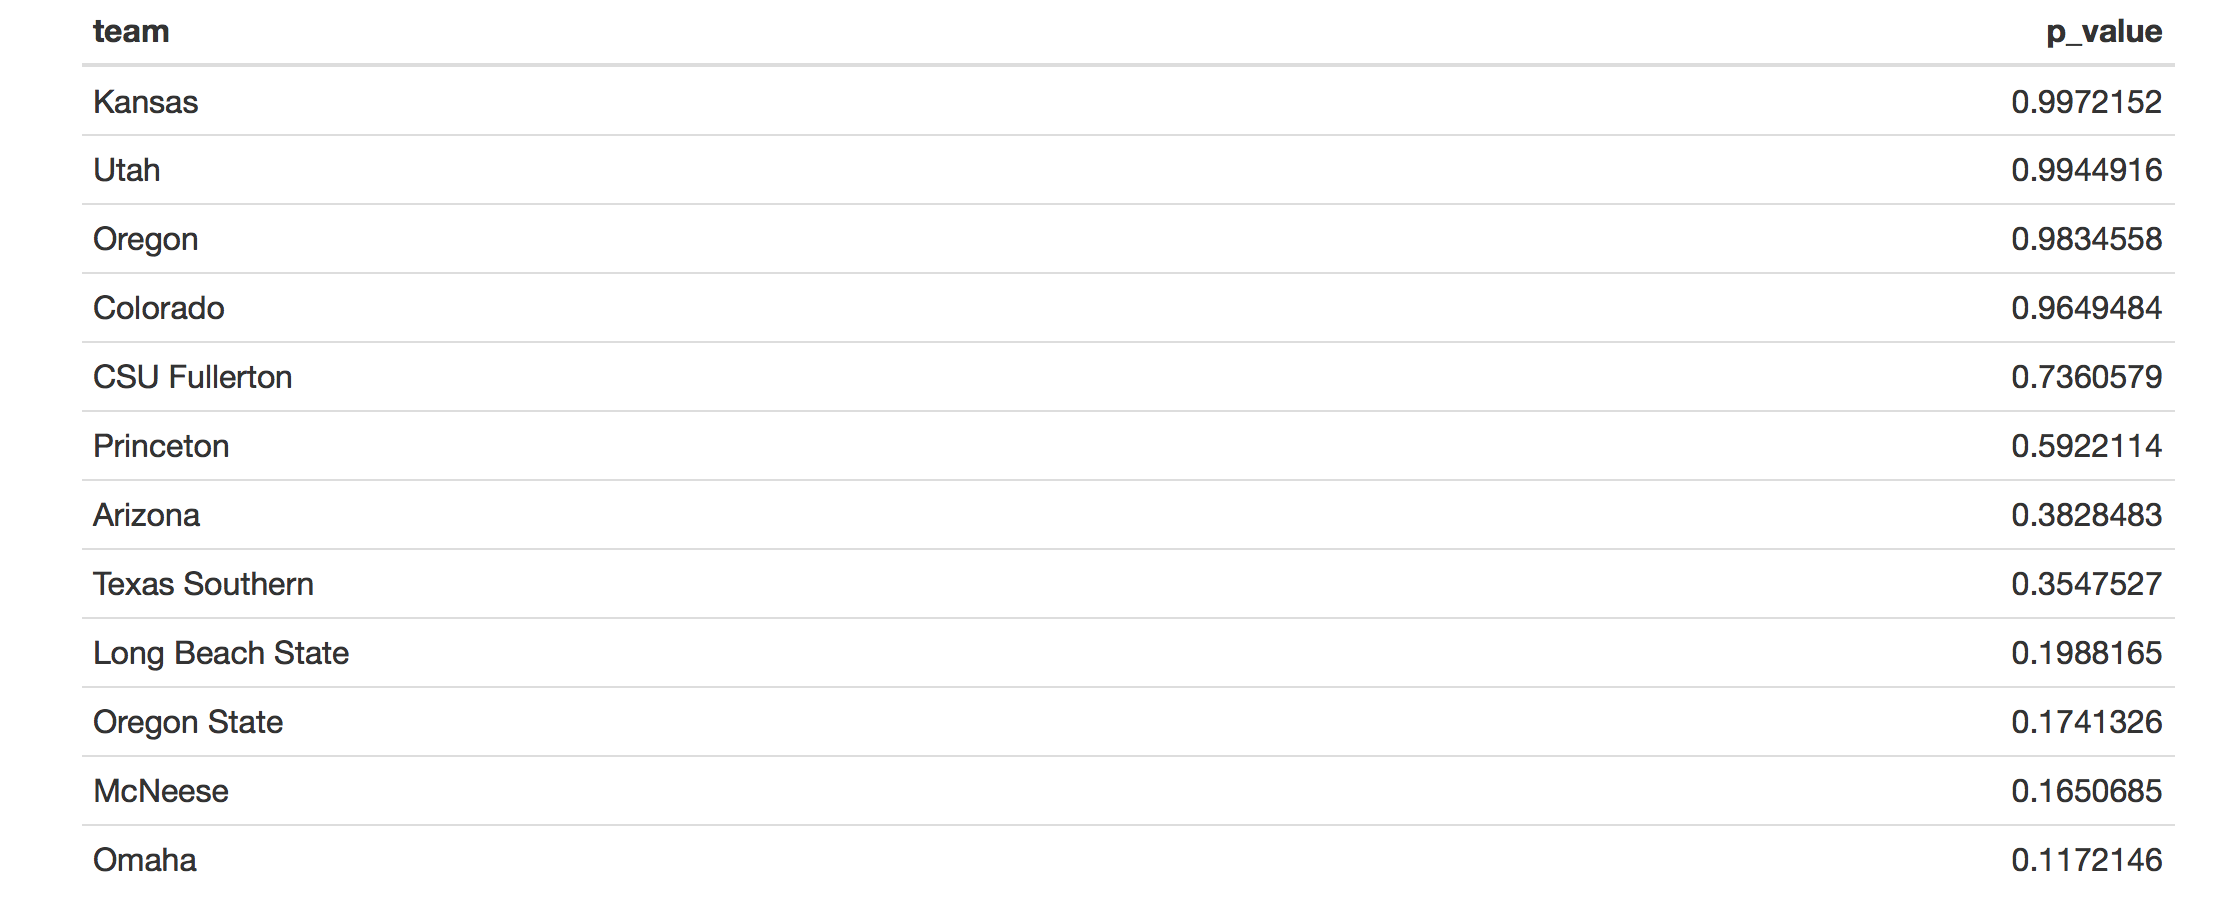 team p_value
Kansas 0.9972152
Utah 0.9944916
Oregon 0.9834558
Colorado 0.9649484
CSU Fullerton 0.7360579
Princeton 0.5922114
Arizona 0.3828483
Texas Southern 0.3547527
Long Beach State 0.1988165
Oregon State 0.1741326
McNeese 0.1650685
Omaha 0.1172146